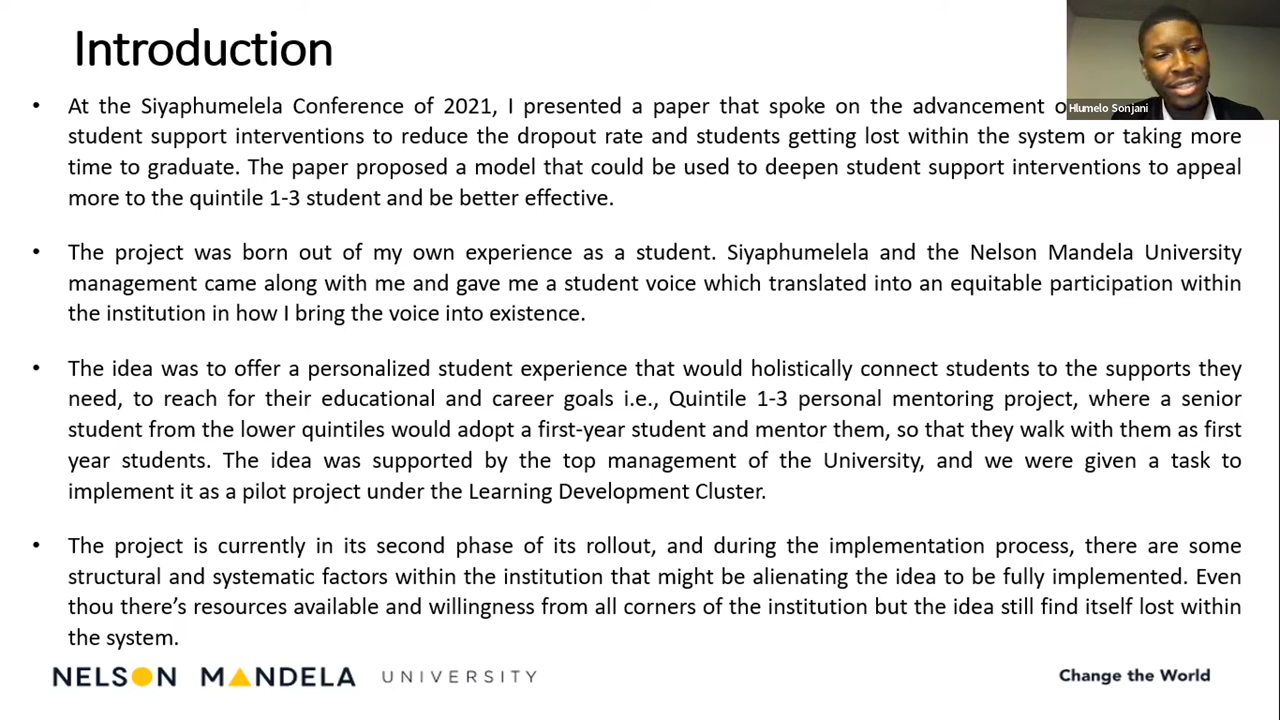 Introduction
• At the Siyaphumelela Conference of 2021, I presented a paper that spoke on the advancement
student support interventions to reduce the dropout rate and students getting lost within the system or taking more
time to graduate. The paper proposed a model that could be used to deepen student support interventions to appeal
more to the quintile 1-3 student and be better effective.
• The project was born out of my own experience as a student. Siyaphumelela and the Nelson Mandela University
management came along with me and gave me a student voice which translated into an equitable participation within
the institution in how I bring the voice into existence.
• The idea was to offer a personalized student experience that would holistically connect students to the supports they
need, to reach for their educational and career goals i.e., Quintile 1-3 personal mentoring project, where a senior
student from the lower quintiles would adopt a first-year student and mentor them, so that they walk with them as first
year students. The idea was supported by the top management of the University, and we were given a task to
implement it as a pilot project under the Learning Development Cluster.
• The project is currently in its second phase of its rollout, and during the implementation process, there are some
structural and systematic factors within the institution that might be alienating the idea to be fully implemented. Even
thou there’s resources available and willingness from all corners of the institution but the idea still find itself lost within
the system.
NELSON MANDELA UNIVERSITY
Change the World
Hlumelo Sonjani